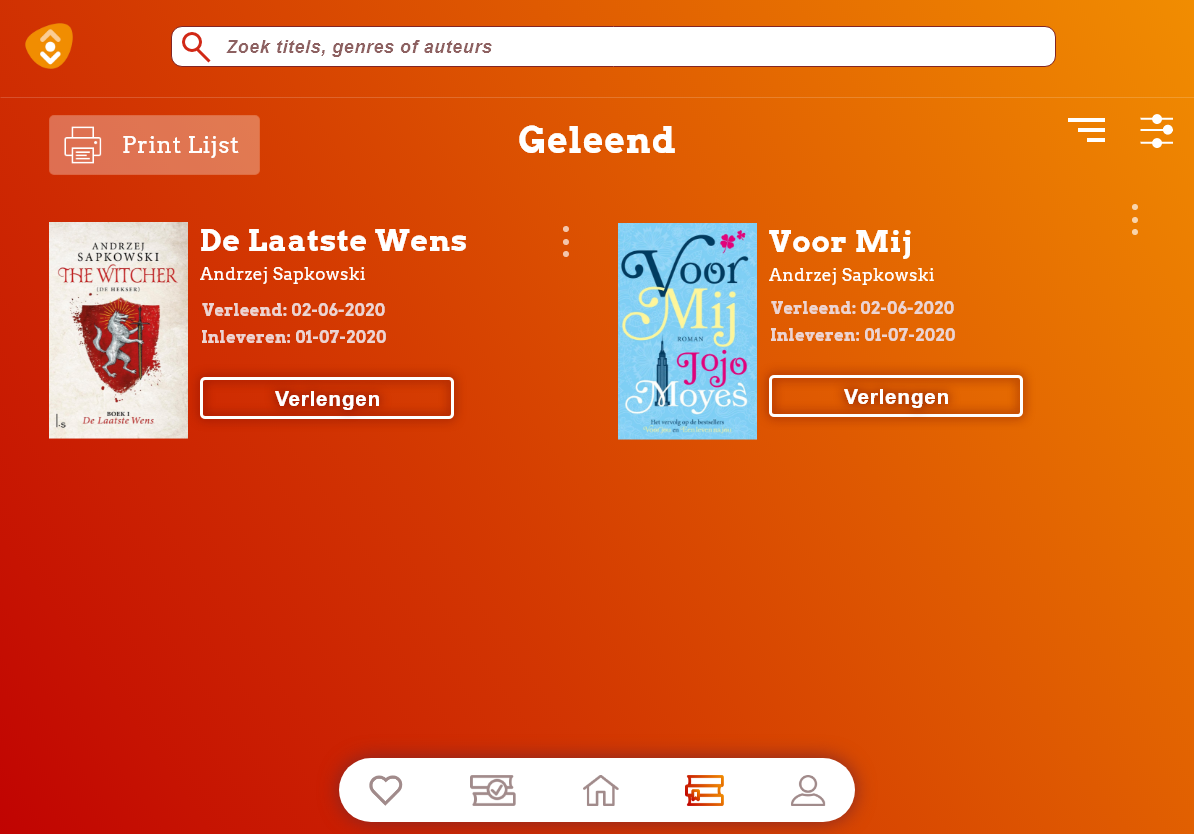 Zoek titels, genres of auteurs
Print Lijst
Geleend
ANDRZEJ
SAPKOWSKI
THE WITCHER
(DE HEKSER)
BOEK I
De Laatste Wens
L
S
De Laatste Wens
Andrzej Sapkowski
Verleend: 02-06-2020
Inleveren: 01-07-2020
Verlengen
Voor
Mij
ROMAN
Jojo
Moyes
Het vervolg op de bestsellers
Voor Mij
Andrzej Sapkowski
Verleend: 02-06-2020
Inleveren: 01-07-2020
Verlengen